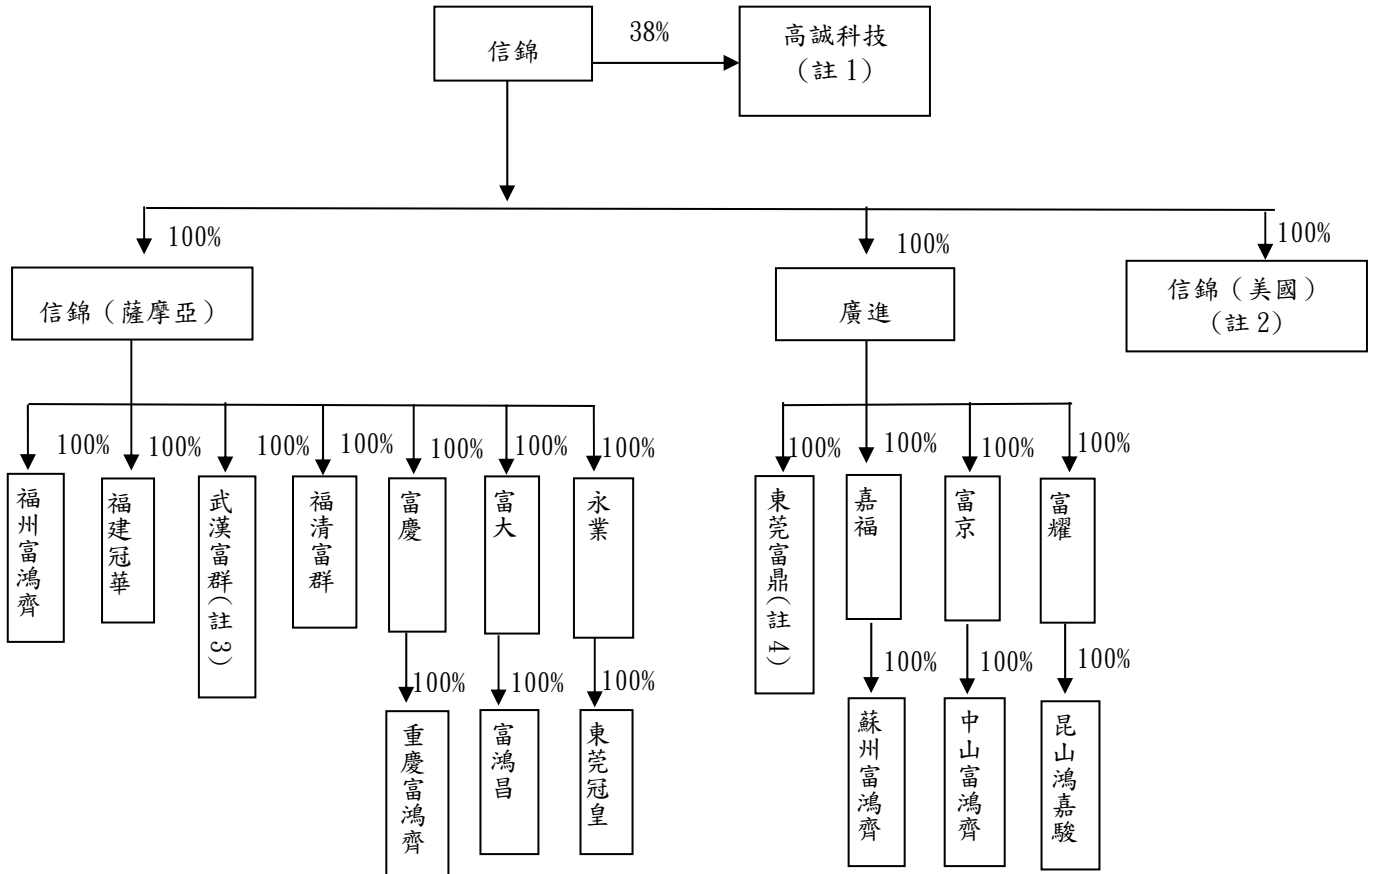 信錦
38%
高誠科技
(註 1)
100%
100%
100%
信錦（薩摩亞）
廣進
信錦（美國）
(註 2)
100%
100%
100%
100%
100%
100%
100%
100%
100%
100%
100%
福州富鴻齊
福建冠華
武漢富群(註 3)
福清富群
富慶
富大
永業
東莞富鼎(註 4)
嘉福
富京
富耀
100%
100%
100%
100%
100%
100%
重慶富鴻齊
富鴻昌
東莞冠皇
蘇州富鴻齊
中山富鴻齊
昆山鴻嘉駿